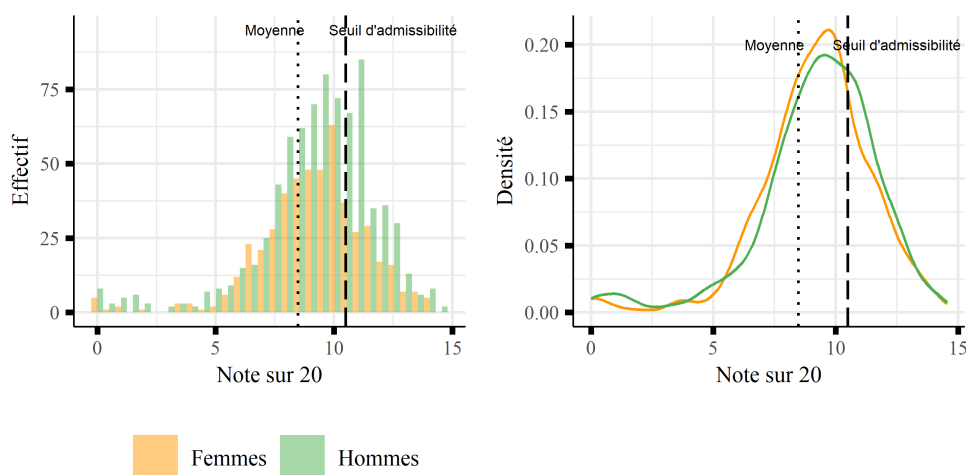 Moyenne
Seuil d'admissibilité
75
50
25
0
Effectif
0
5
10
15
Note sur 20
Moyenne
Seuil d'admissibilité
0.20
0.15
0.10
0.05
0.00
Densité
0
5
10
15
Note sur 20
Femmes
Hommes